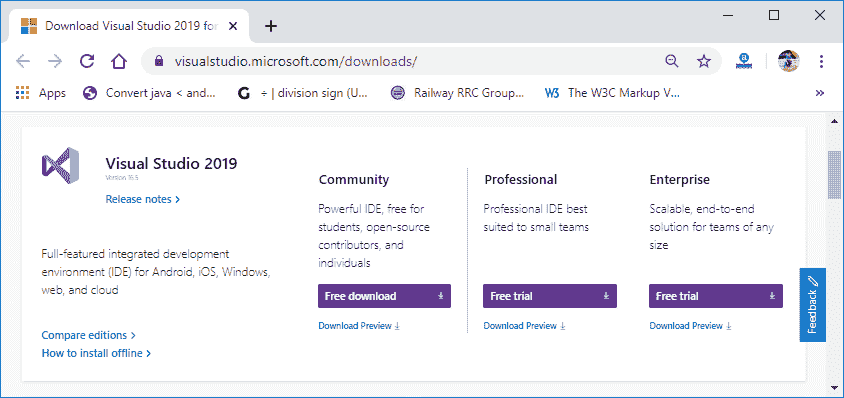 Download Visual Studio 2019 for
visualstudio.microsoft.com/downloads/
Apps
Convert java < and...
÷ | division sign (U...
Railway RRC Group...
W3
The W3C Markup V...
»
Visual Studio 2019
Version 16.5
Release notes >
Full-featured integrated development
environment (IDE) for Android, iOS, Windows,
web, and cloud
Compare editions >
How to install offline >
Community
Powerful IDE, free for
students, open-source
contributors, and
individuals
Free download
Download Preview
Professional
Professional IDE best
suited to small teams
Free trial
Download Preview
Enterprise
Scalable, end-to-end
solution for teams of any
size
Free trial
Download Preview
Feedback